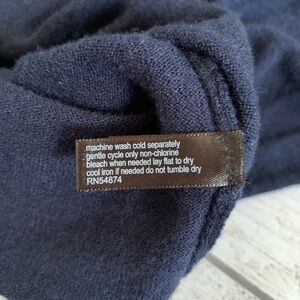 machine wash cold separately
gentle cycle only non-chlorine
bleach when needed lay flat to dry
cool iron if needed do not tumble dry
RN54874